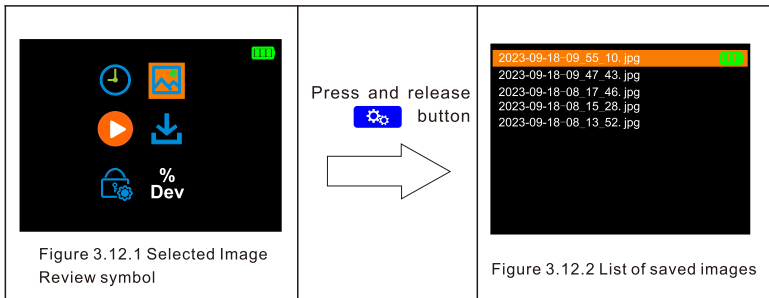 %
Dev
Figure 3.12.1 Selected Image
Review symbol
Press and release
button
2023-09-18-09_55_10.jpg
2023-09-18-09_47_43.jpg
2023-09-18-08_17_46.jpg
2023-09-18-08_15_28.jpg
2023-09-18-08_13_52.jpg
Figure 3.12.2 List of saved images